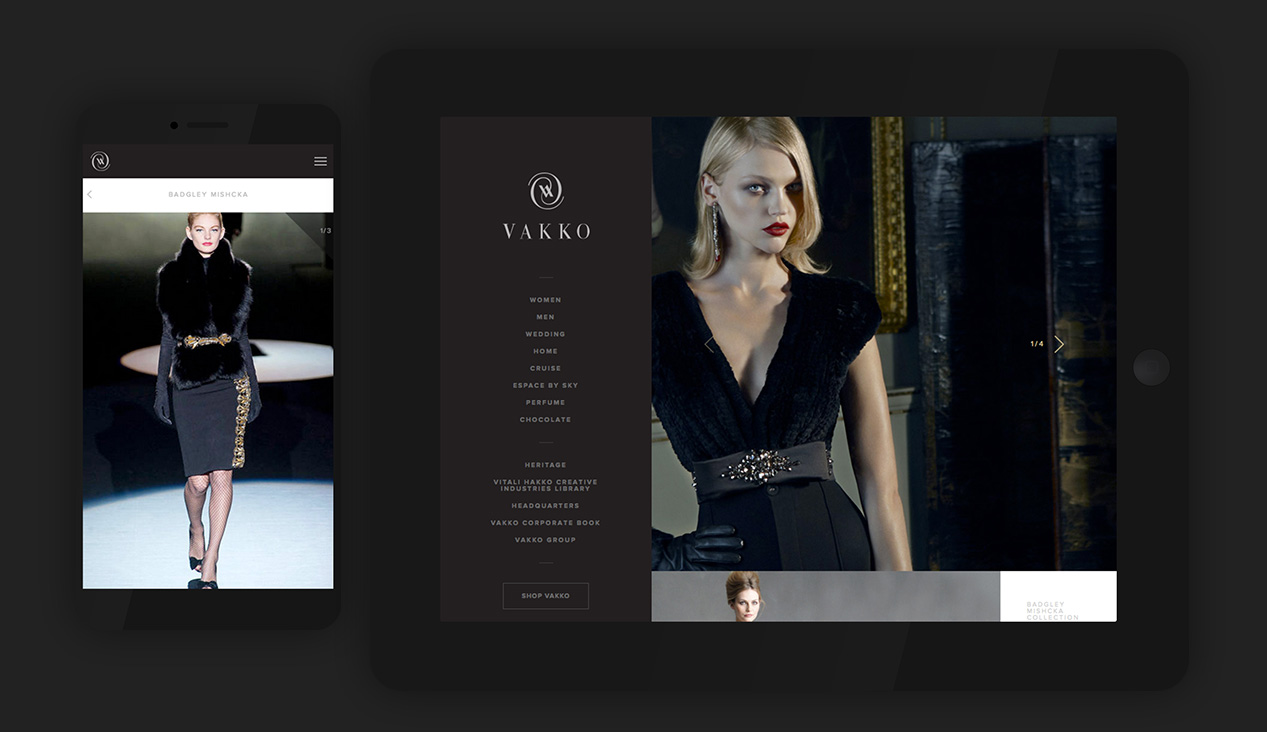 BADGLEY MISHCKA
1/3
VAKKO
WOMEN
MEN
WEDDING
HOME
CRUISE
ESPACE BY SKY
PERFUME
CHOCOLATE
HERITAGE
VITALI HAKKO CREATIVE
INDUSTRIES LIBRARY
HEADQUARTERS
VAKKO CORPORATE BOOK
VAKKO GROUP
SHOP VAKKO
1/4
BADGLEY
MISHCKA
COLLECTION